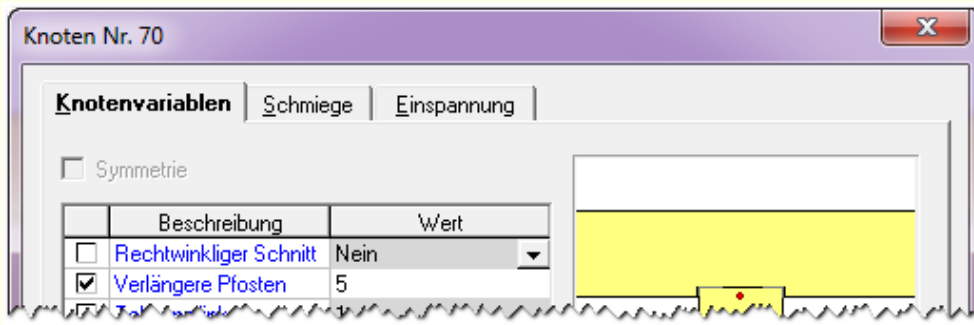 Knoten Nr. 70
Knotenvariablen Schmiege Einspannung
Symmetrie
Beschreibung Wert
Rechtwinkliger Schnitt Nein
Verlängere Pfosten 5